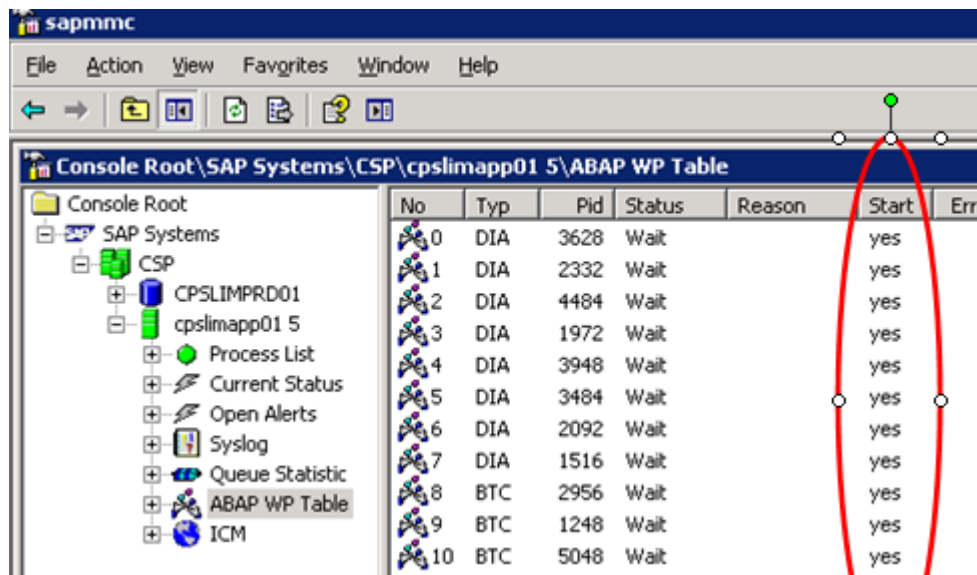 sapmmc
File Action View Favorites Window Help
Console Root\SAP Systems\CSP\cpslimapp01 5\ABAP WP Table
Console Root
SAP Systems
CSP
CPSLIMPRD01
cpslimapp01 5
Process List
Current Status
Open Alerts
Syslog
Queue Statistic
ABAP WP Table
ICM
No Typ Pid Status Reason Start Err
0 DIA 3628 Wait yes
1 DIA 2332 Wait yes
2 DIA 4484 Wait yes
3 DIA 1972 Wait yes
4 DIA 3948 Wait yes
5 DIA 3484 Wait yes
6 DIA 2092 Wait yes
7 DIA 1516 Wait yes
8 BTC 2956 Wait yes
9 BTC 1248 Wait yes
10 BTC 5048 Wait yes